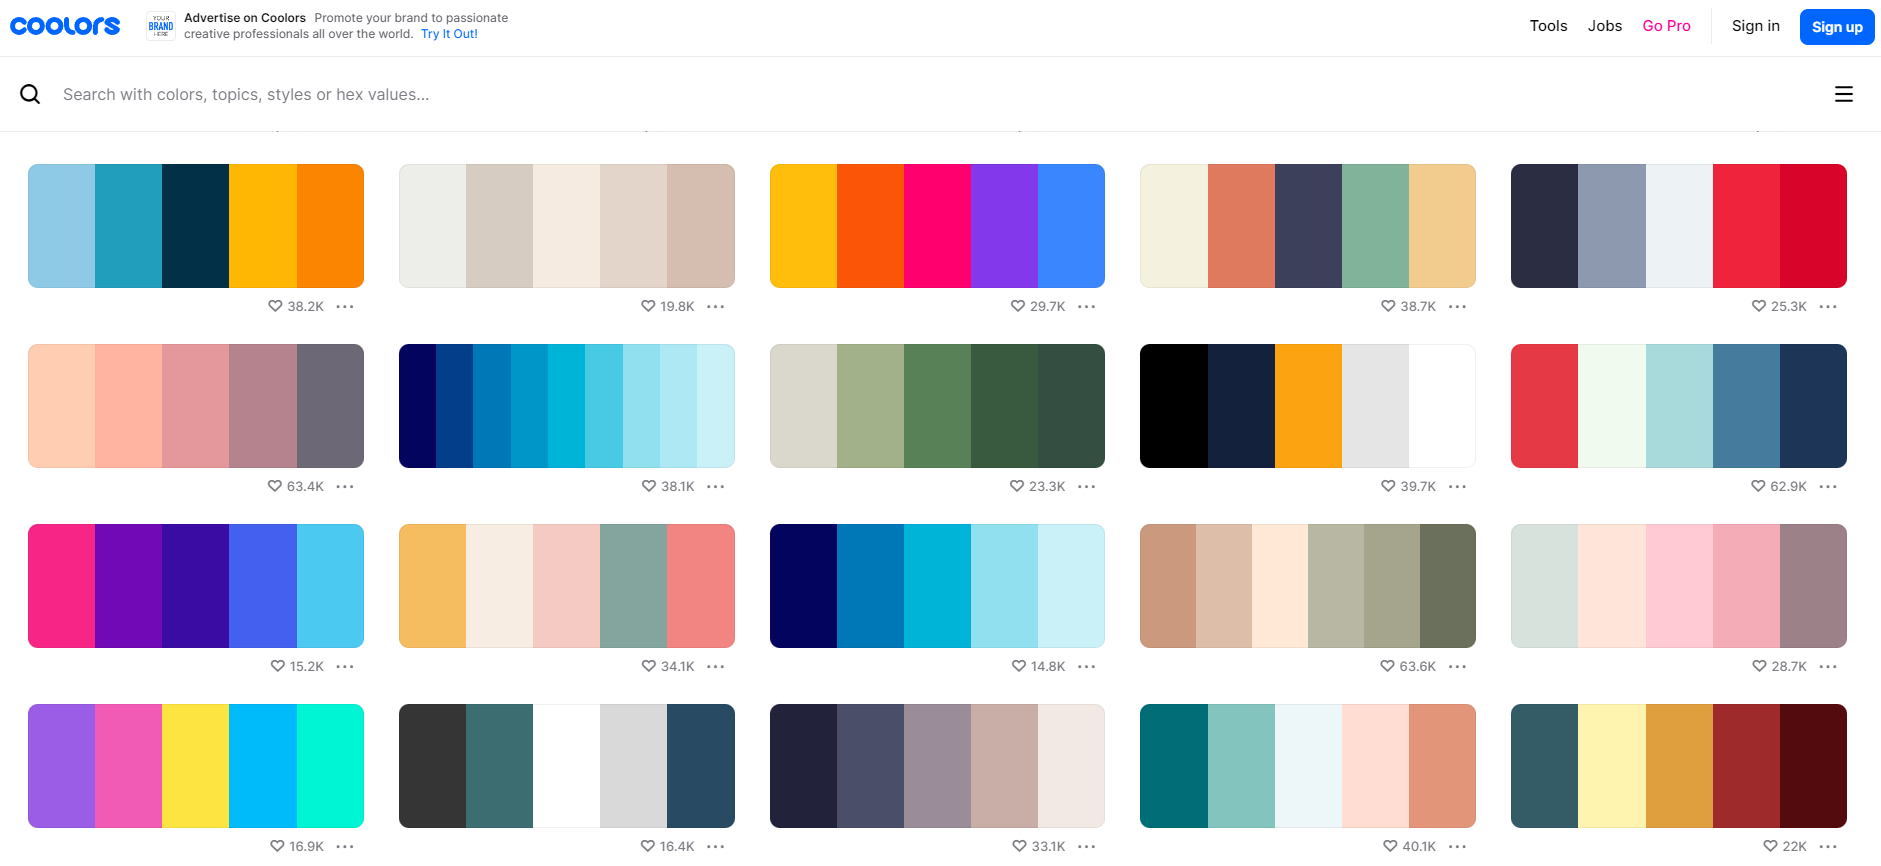 coolors
YOUR
BRAND
HERE
Advertise on Coolors Promote your brand to passionate
creative professionals all over the world. Try It Out!
Tools Jobs Go Pro Sign in Sign up
Search with colors, topics, styles or hex values...
38.2K 19.8K 29.7K 38.7K 25.3K
63.4K 38.1K 23.3K 39.7K 62.9K
15.2K 34.1K 14.8K 63.6K 28.7K
16.9K 16.4K 33.1K 40.1K 22K